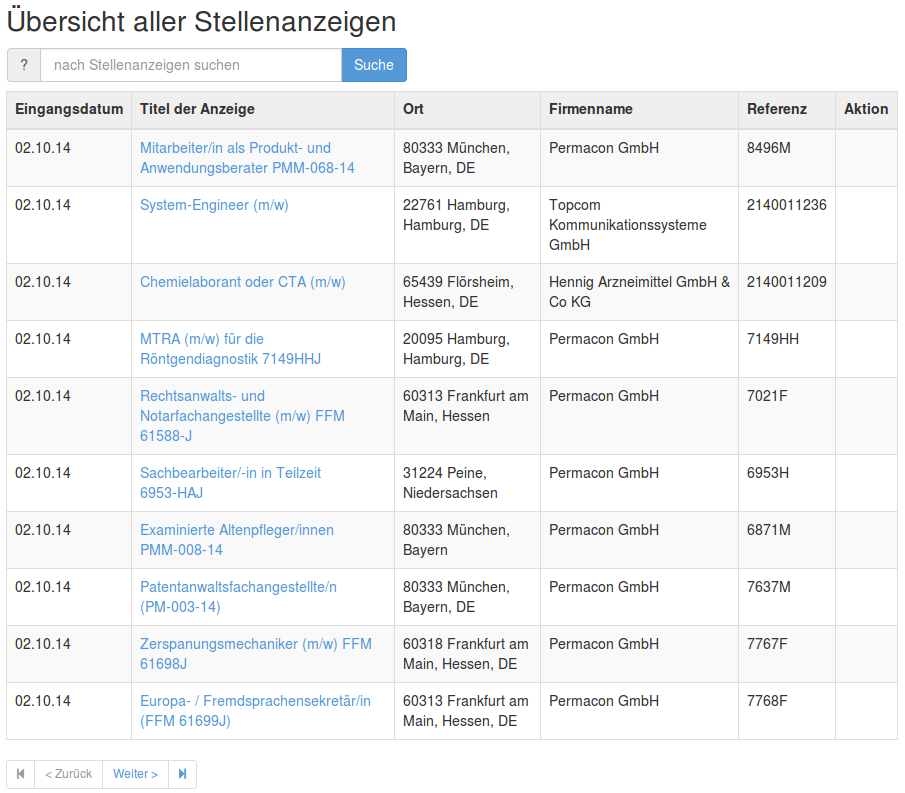 Übersicht aller Stellenanzeigen
? nach Stellenanzeigen suchen Suche
Eingangsdatum Titel der Anzeige Ort Firmenname Referenz Aktion
02.10.14 Mitarbeiter/in als Produkt- und 80333 München, Permacon GmbH 8496M
Anwendungsberater PMM-068-14 Bayern, DE
02.10.14 System-Engineer (m/w) 22761 Hamburg, Topcom 2140011236
Hamburg, DE Kommunikationssysteme
GmbH
02.10.14 Chemielaborant oder CTA (m/w) 65439 Flörsheim, Hennig Arzneimittel GmbH & 2140011209
Hessen, DE Co KG
02.10.14 MTRA (m/w) für die 20095 Hamburg, Permacon GmbH 7149HH
Röntgendiagnostik 7149HHJ Hamburg, DE
02.10.14 Rechtsanwalts- und 60313 Frankfurt am Permacon GmbH 7021F
Notarfachangestellte (m/w) FFM Main, Hessen
61588-J
02.10.14 Sachbearbeiter/-in in Teilzeit 31224 Peine, Permacon GmbH 6953H
6953-HAJ Niedersachsen
02.10.14 Examinierte Altenpfleger/innen 80333 München, Permacon GmbH 6871M
PMM-008-14 Bayern
02.10.14 Patentanwaltsfachangestellte/n 80333 München, Permacon GmbH 7637M
(PM-003-14) Bayern, DE
02.10.14 Zerspanungsmechaniker (m/w) FFM 60318 Frankfurt am Permacon GmbH 7767F
61698J Main, Hessen, DE
02.10.14 Europa- / Fremdsprachensekretär/in 60313 Frankfurt am Permacon GmbH 7768F
(FFM 61699J) Main, Hessen, DE
< Zurück Weiter >